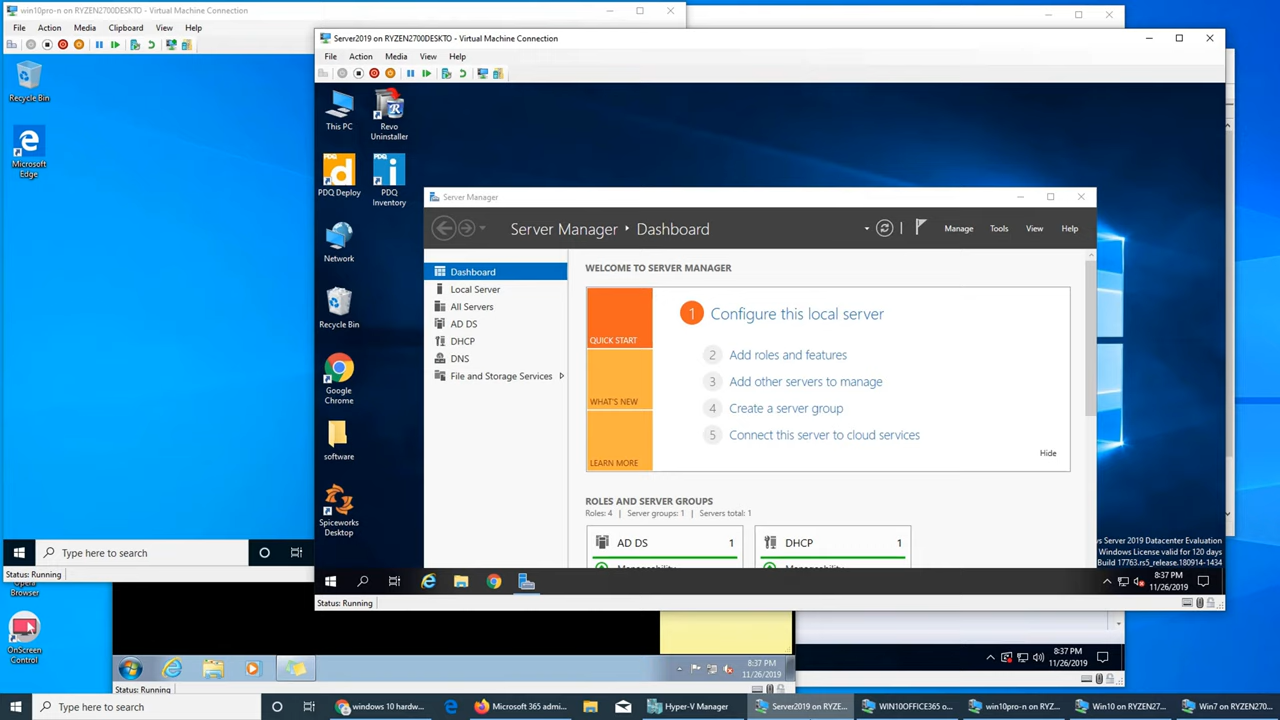 win10pro-n on RYZEN2700DESKTO - Virtual Machine Connection
File Action Media Clipboard View Help
Recycle Bin
Microsoft
Edge
Type here to search
Status: Running
Server2019 on RYZEN2700DESKTO - Virtual Machine Connection
File Action Media View Help
This PC
Revo
Uninstaller
PDQ Deploy
PDQ
Inventory
Network
Recycle Bin
Google
Chrome
software
Spiceworks
Desktop
Server Manager
Server Manager • Dashboard
Manage Tools View Help
Dashboard
Local Server
All Servers
AD DS
DHCP
DNS
File and Storage Services
WELCOME TO SERVER MANAGER
QUICK START
WHAT'S NEW
LEARN MORE
1 Configure this local server
2 Add roles and features
3 Add other servers to manage
4 Create a server group
5 Connect this server to cloud services
Hide
ROLES AND SERVER GROUPS
Roles: 4 | Server groups: 1 | Servers total: 1
AD DS 1
DHCP 1
Manageability
s Server 2019 Datacenter Evaluation
Windows License valid for 120 days
Build 17763.rs5_release.180914-1434
8:37 PM
11/26/2019
Status: Running
Opera
Browser
OnScreen
Control
8:37 PM
11/26/2019
Status: Running
8:37 PM
11/26/2019
Type here to search
windows 10 hardw...
Microsoft 365 admi...
Hyper-V Manager
Server2019 on RYZE...
WIN10OFFICE365 o...
win10pro-n on RYZ...
Win10 on RYZEN27...
Win7 on RYZEN270...